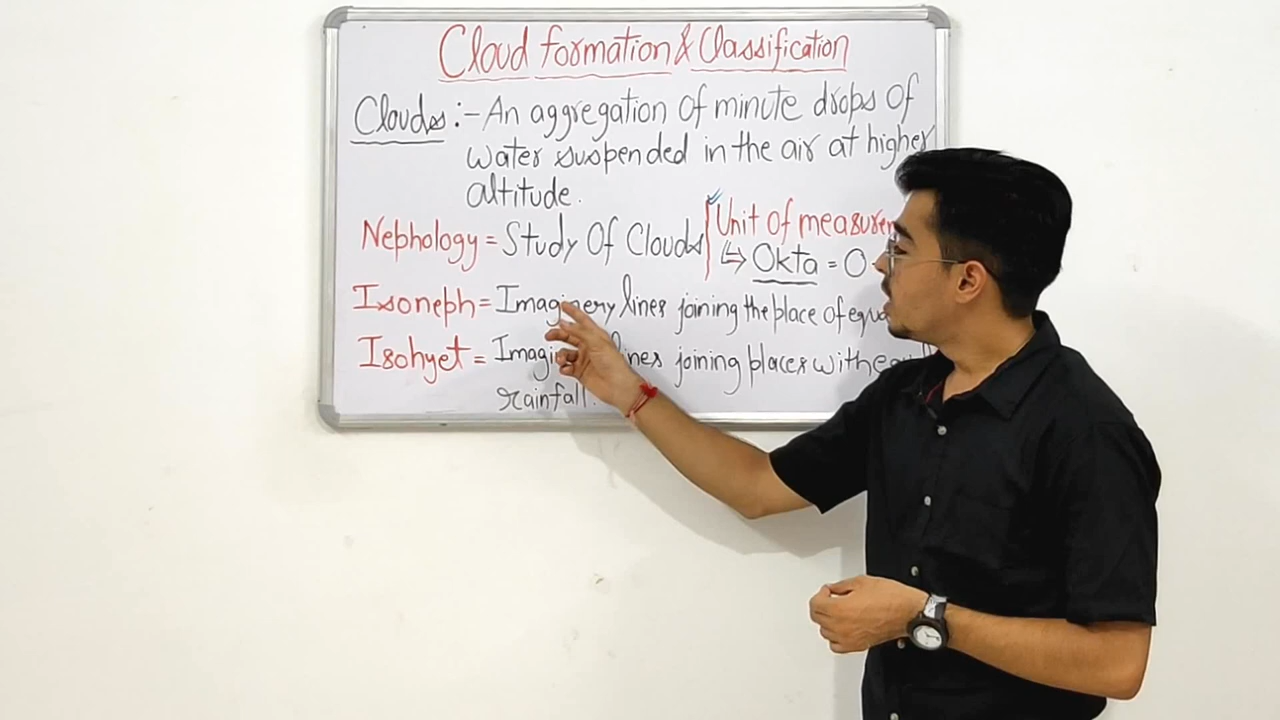 Cloud formation & Classification
Clouds :- An aggregation of minute drops of
water suspended in the air at higher
altitude.
Nephology = Study Of Clouds
Unit of
↳ Okta = 0
Isoneph = Imaginery lines joining the place of
Isohyet = lines joining places with
rainfall.